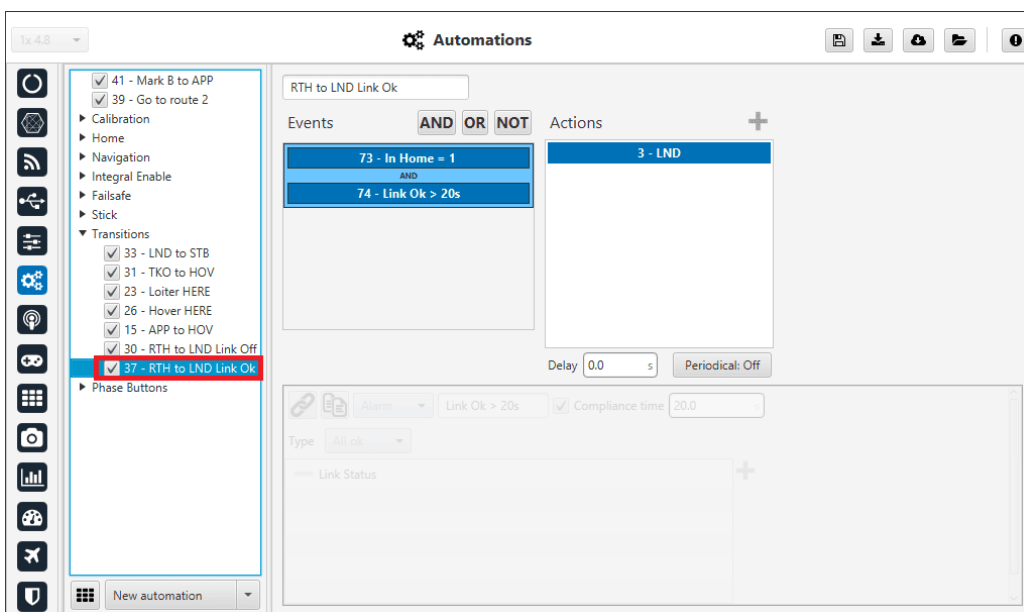 1x 4.8
Automations
41 - Mark B to APP
39 - Go to route 2
Calibration
Home
Navigation
Integral Enable
Failsafe
Stick
Transitions
33 - LND to STB
31 - TKO to HOV
23 - Loiter HERE
26 - Hover HERE
15 - APP to HOV
30 - RTH to LND Link Off
37 - RTH to LND Link Ok
Phase Buttons
New automation
RTH to LND Link Ok
Events AND OR NOT
73 - In Home = 1
AND
74 - Link Ok > 20s
Actions
3 - LND
Delay 0.0 s Periodical: Off
Alarm Link Ok > 20s Compliance time 20.0
Type All ok
Link Status